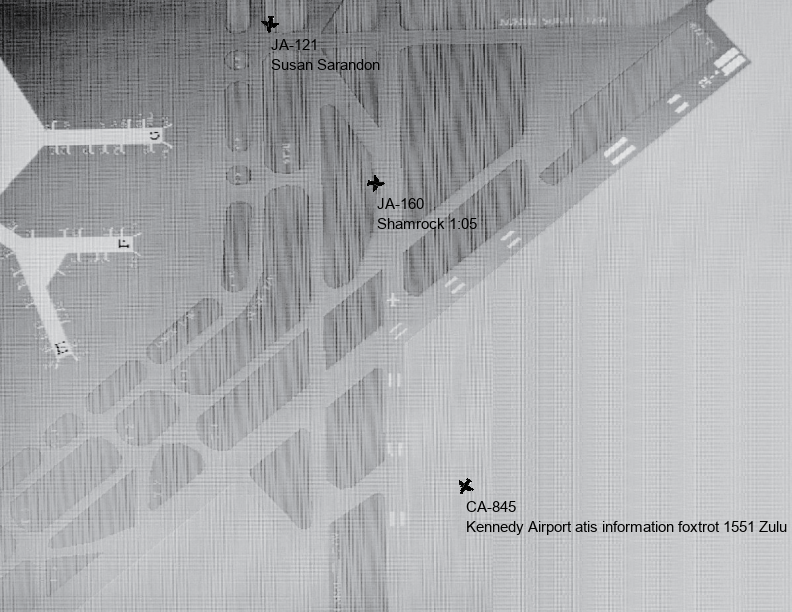 JA-121
Susan Sarandon
JA-160
Shamrock 1:05
CA-845
Kennedy Airport atis information foxtrot 1551 Zulu